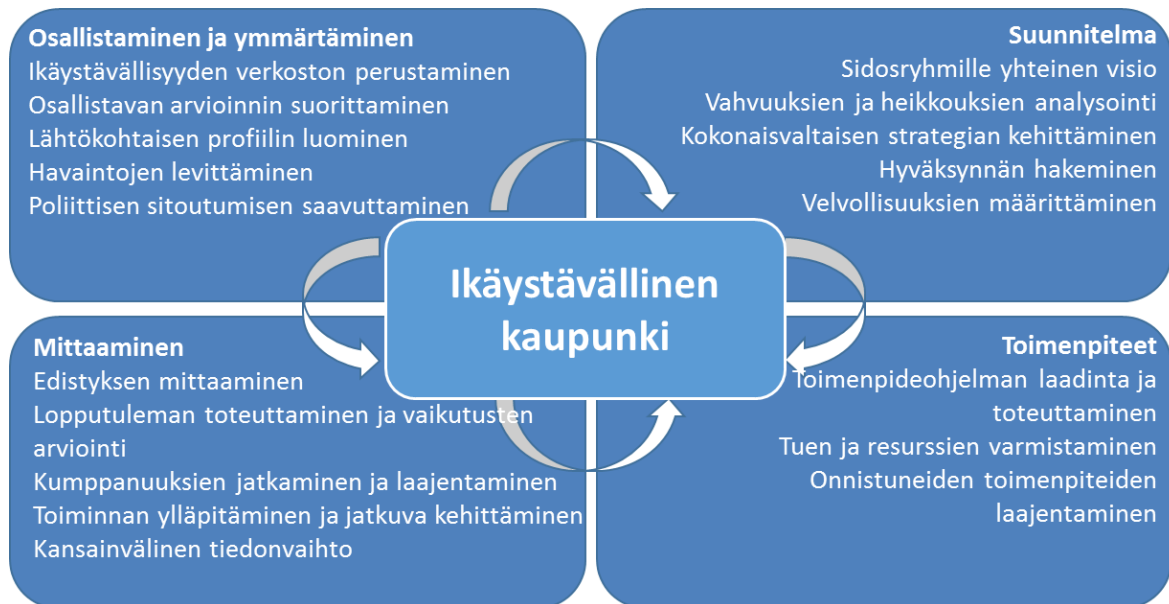 Osallistaminen ja ymmärtäminen
Ikäystävällisyyden verkoston perustaminen
Osallistavan arvioinnin suorittaminen
Lähtökohtaisen profiilin luominen
Havaintojen levittäminen
Poliittisen sitoutumisen saavuttaminen
Suunnitelma
Sidosryhmille yhteinen visio
Vahvuuksien ja heikkouksien analysointi
Kokonaisvaltaisen strategian kehittäminen
Hyväksynnän hakeminen
Velvollisuuksien määrittäminen
Ikäystävällinen
kaupunki
Mittaaminen
Edistyksen mittaaminen
Lopputuleman toteuttaminen ja vaikutusten
arviointi
Kumppanuuksien jatkaminen ja laajentaminen
Toiminnan ylläpitäminen ja jatkuva kehittäminen
Kansainvälinen tiedonvaihto
Toimenpiteet
Toimenpideohjelman laadinta ja
toteuttaminen
Tuen ja resurssien varmistaminen
Onnistuneiden toimenpiteiden
laajentaminen